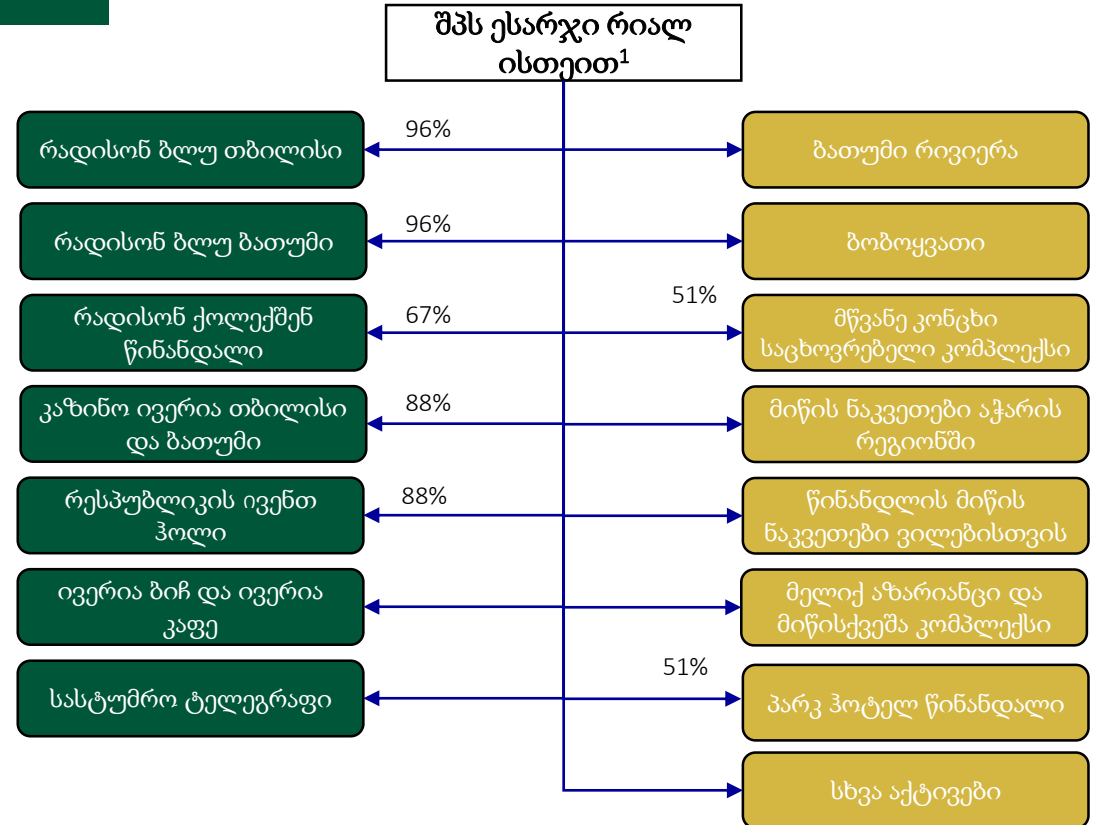 შპს ესარჯი რიალ
ისთეით¹
96%
რადისონ ბლუ თბილისი
ბათუმი რივიერა
96%
რადისონ ბლუ ბათუმი
ბობოყვათი
67%
51%
რადისონ ქოლექშენ
წინანდალი
მწვანე კონცხი
საცხოვრებელი კომპლექსი
88%
კაზინო ივერია თბილისი
და ბათუმი
მიწის ნაკვეთები აჭარის
რეგიონში
88%
რესპუბლიკის ივენთ
ჰოლი
წინანდლის მიწის
ნაკვეთები ვილებისთვის
ივერია ბიჩ და ივერია
კაფე
მელიქ აზარიანცი და
მიწისქვეშა კომპლექსი
51%
სასტუმრო ტელეგრაფი
პარკ ჰოტელ წინანდალი
სხვა აქტივები